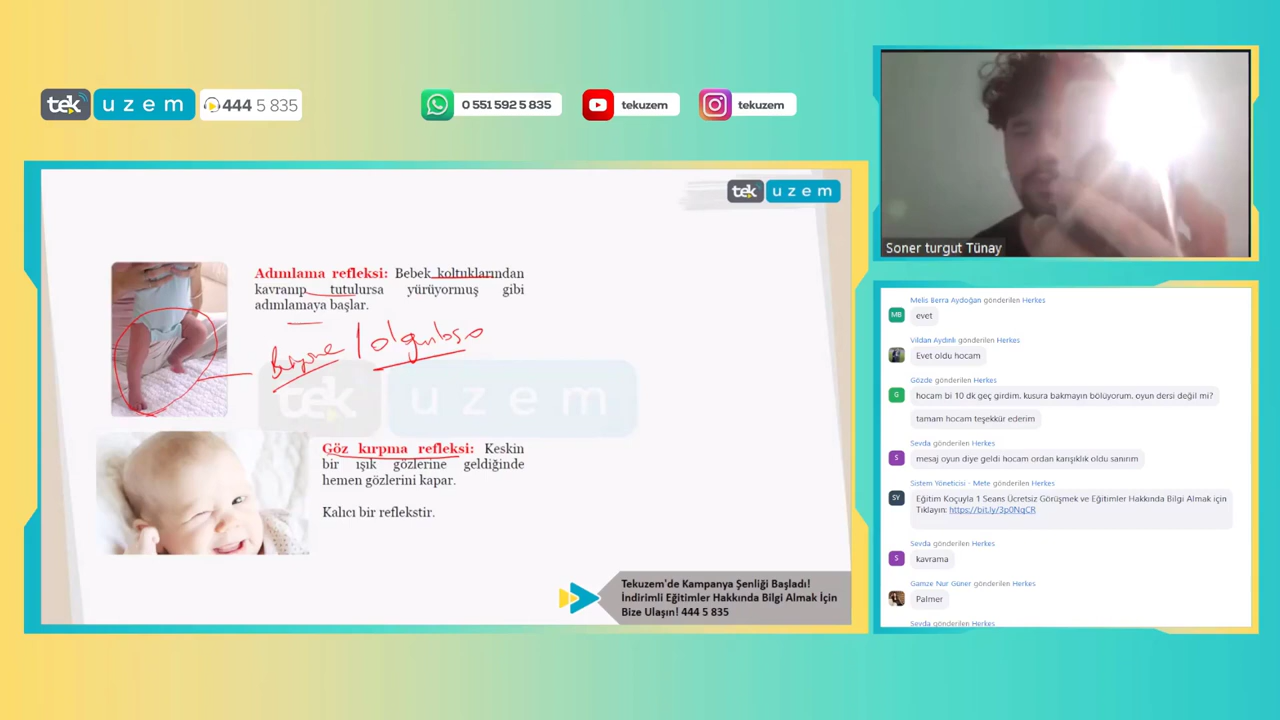 tek uzem 444 5 835
0 551 592 5 835
tekuzem
tekuzem
tek uzem
Adımlama refleksi: Bebek koltuklarından
kavranıp tutulursa yürüyormuş gibi
adımlamaya başlar.
tek uzem
Göz kırpma refleksi: Keskin
bir ışık gözlerine geldiğinde
hemen gözlerini kapar.
Kalıcı bir reflekstir.
Tekuzem'de Kampanya Şenliği Başladı!
İndirimli Eğitimler Hakkında Bilgi Almak İçin
Bize Ulaşın! 444 5 835
Soner turgut Tünay
Melis Berra Aydoğan gönderilen Herkes
MB evet
Vildan Aydınlı gönderilen Herkes
Evet oldu hocam
Gözde gönderilen Herkes
G hocam bi 10 dk geç girdim. kusura bakmayın bölüyorum. oyun dersi değil mi?
tamam hocam teşekkür ederim
Sevda gönderilen Herkes
S mesaj oyun diye geldi hocam ordan karışıklık oldu sanırım
Sistem Yöneticisi - Mete gönderilen Herkes
SY Eğitim Koçuyla 1 Seans Ücretsiz Görüşmek ve Eğitimler Hakkında Bilgi Almak için
Tıklayın: https://bit.ly/3p0NqCR
Sevda gönderilen Herkes
S kavrama
Gamze Nur Güner gönderilen Herkes
Palmer
Sevda gönderilen Herkes